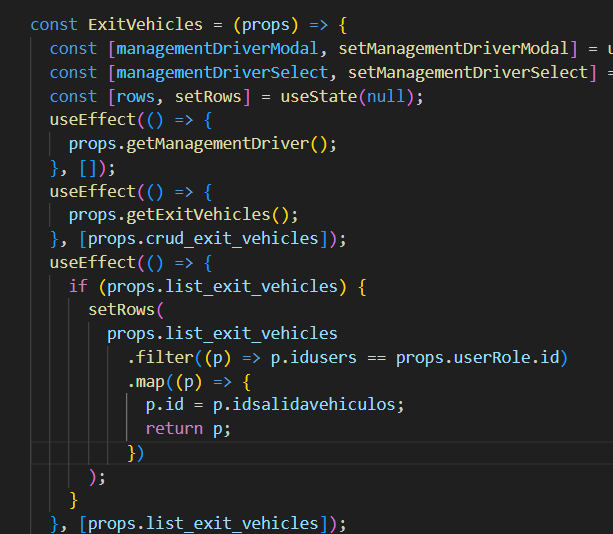 const ExitVehicles = (props) => {
const [managementDriverModal, setManagementDriverModal] =
const [managementDriverSelect, setManagementDriverSelect] =
const [rows, setRows] = useState(null);
useEffect(() => {
props.getManagementDriver();
}, []);
useEffect(() => {
props.getExitVehicles();
}, [props.crud_exit_vehicles]);
useEffect(() => {
if (props.list_exit_vehicles) {
setRows(
props.list_exit_vehicles
.filter((p) => p.idusers == props.userRole.id)
.map((p) => {
p.id = p.idsalidavehiculos;
return p;
})
);
}
}, [props.list_exit_vehicles]);